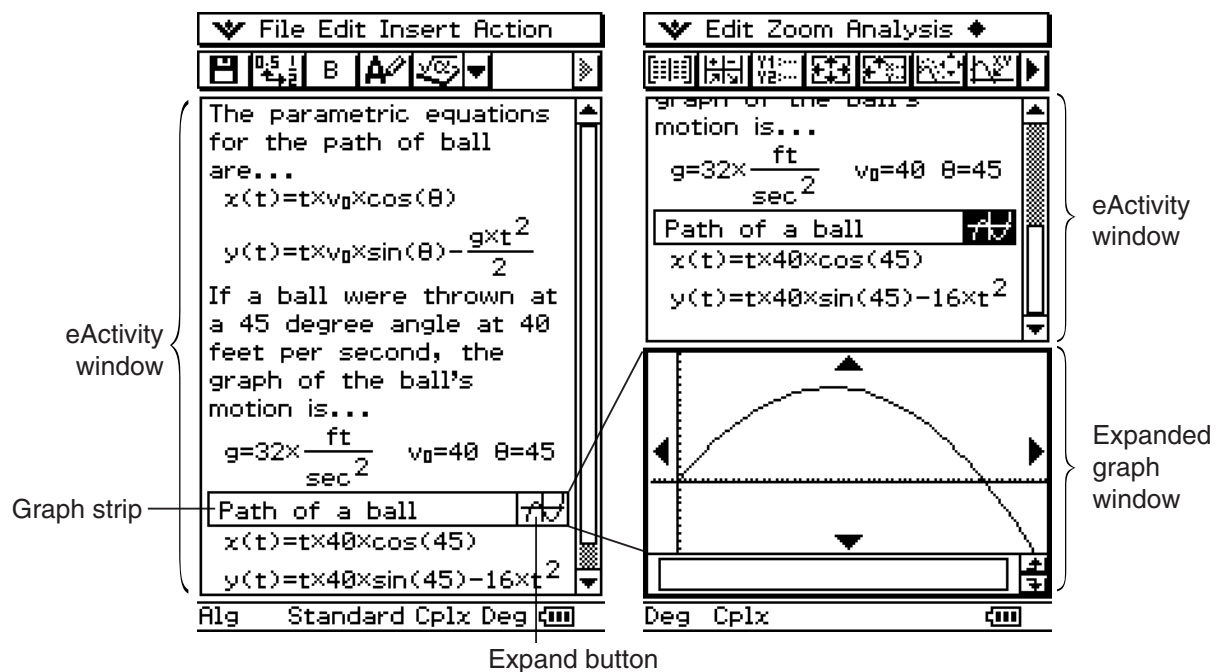 File Edit Insert Action
B
The parametric equations
for the path of ball
are...
x(t)=t×v₀×cos(θ)
y(t)=t×v₀×sin(θ)-g×t²/2
If a ball were thrown at
a 45 degree angle at 40
feet per second, the
graph of the ball's
motion is...
g=32×ft/sec² v₀=40 θ=45
Path of a ball
x(t)=t×40×cos(45)
y(t)=t×40×sin(45)-16×t²
Alg Standard Cplx Deg
eActivity
window
Graph strip
Expand button
Edit Zoom Analysis ♦
graph of the ball's
motion is...
g=32×ft/sec² v₀=40 θ=45
Path of a ball
x(t)=t×40×cos(45)
y(t)=t×40×sin(45)-16×t²
Deg Cplx
eActivity
window
Expanded
graph
window